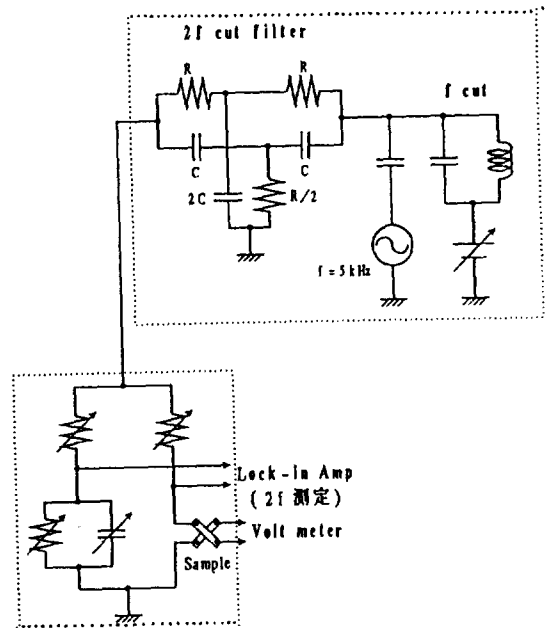 2f cut filter
R
R
f cut
C
C
2C
R/2
f = 5 kHz
Lock-in Amp
( 2f 測定)
Volt meter
Sample